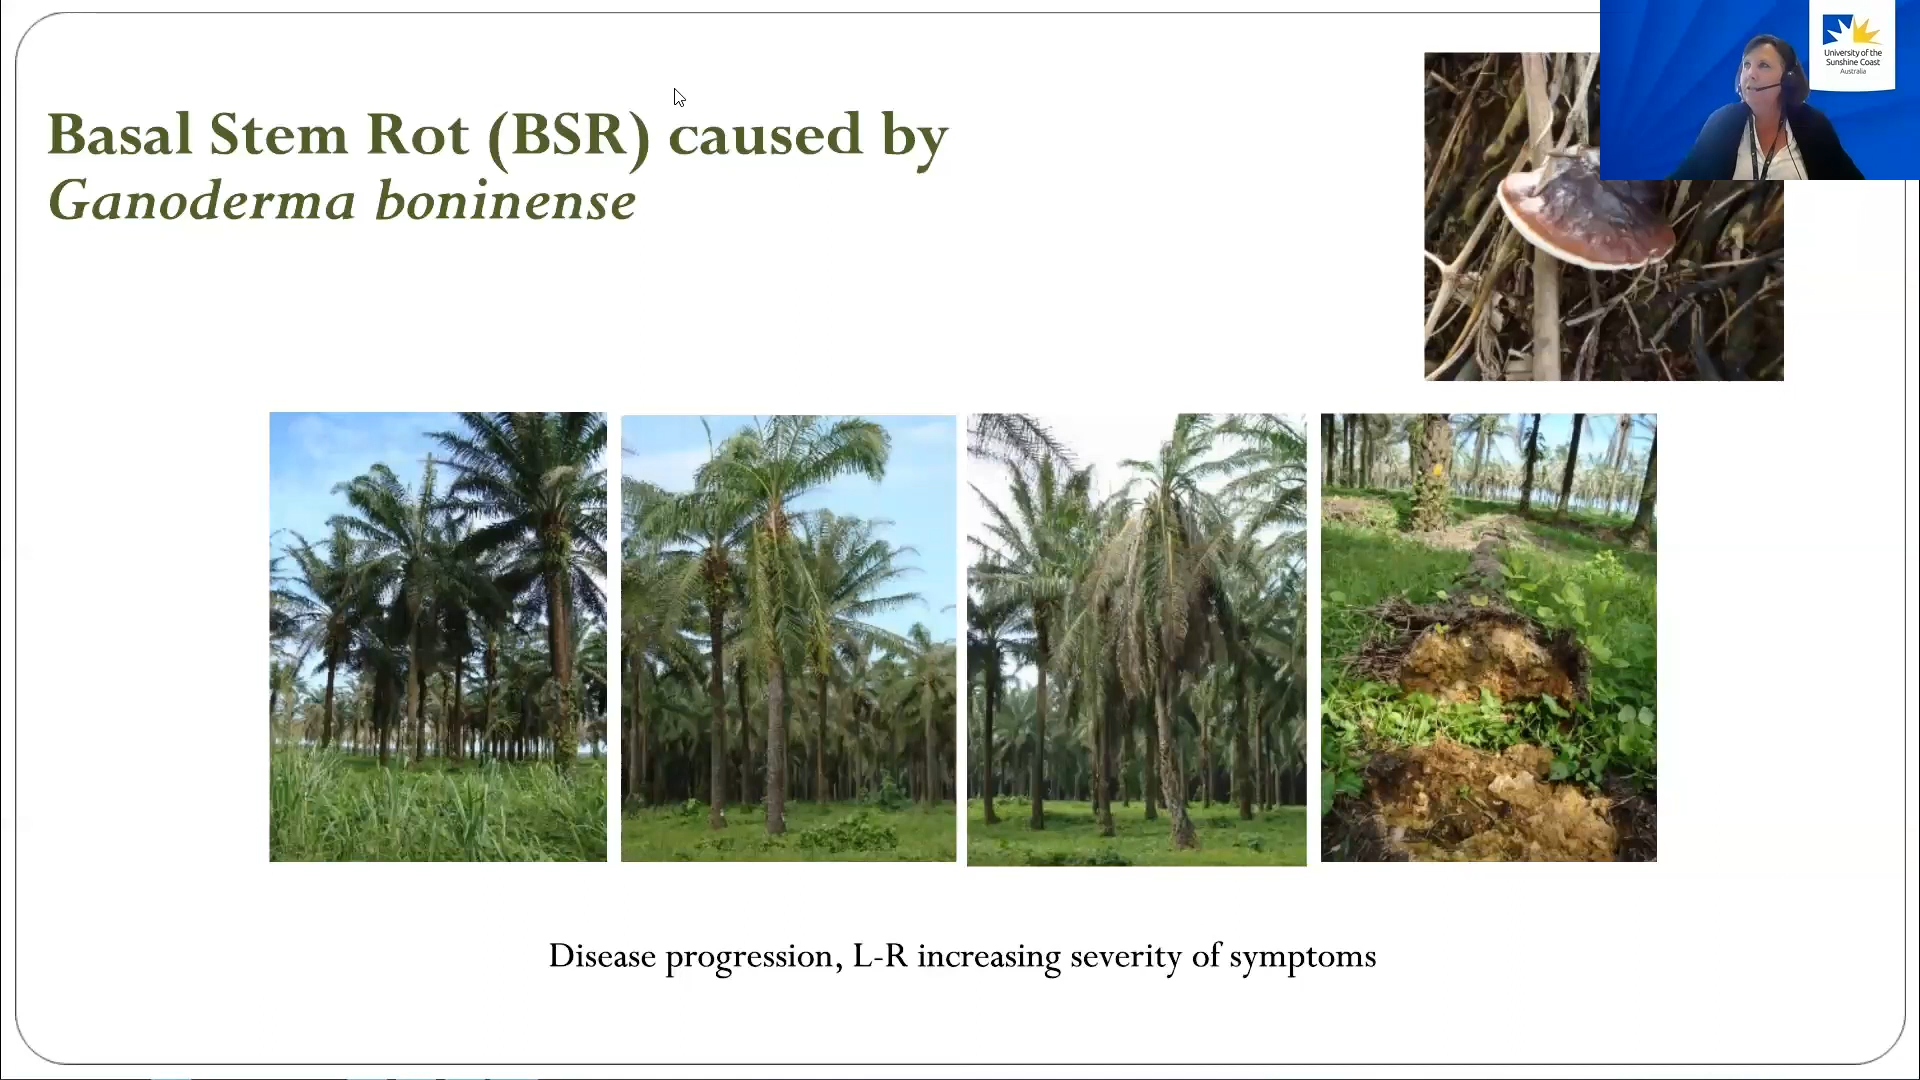 Basal Stem Rot (BSR) caused by
Ganoderma boninense
University of the
Sunshine Coast
Australia
Disease progression, L-R increasing severity of symptoms